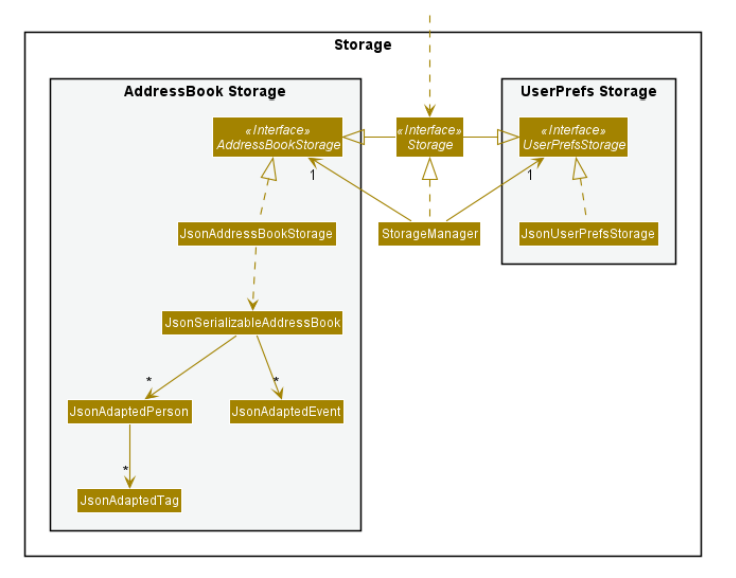 Storage
AddressBook Storage
UserPrefs Storage
«Interface»
AddressBookStorage
«Interface»
Storage
«Interface»
UserPrefsStorage
1
1
JsonAddressBookStorage
StorageManager
JsonUserPrefsStorage
JsonSerializableAddressBook
*
*
JsonAdaptedPerson
JsonAdaptedEvent
*
JsonAdaptedTag